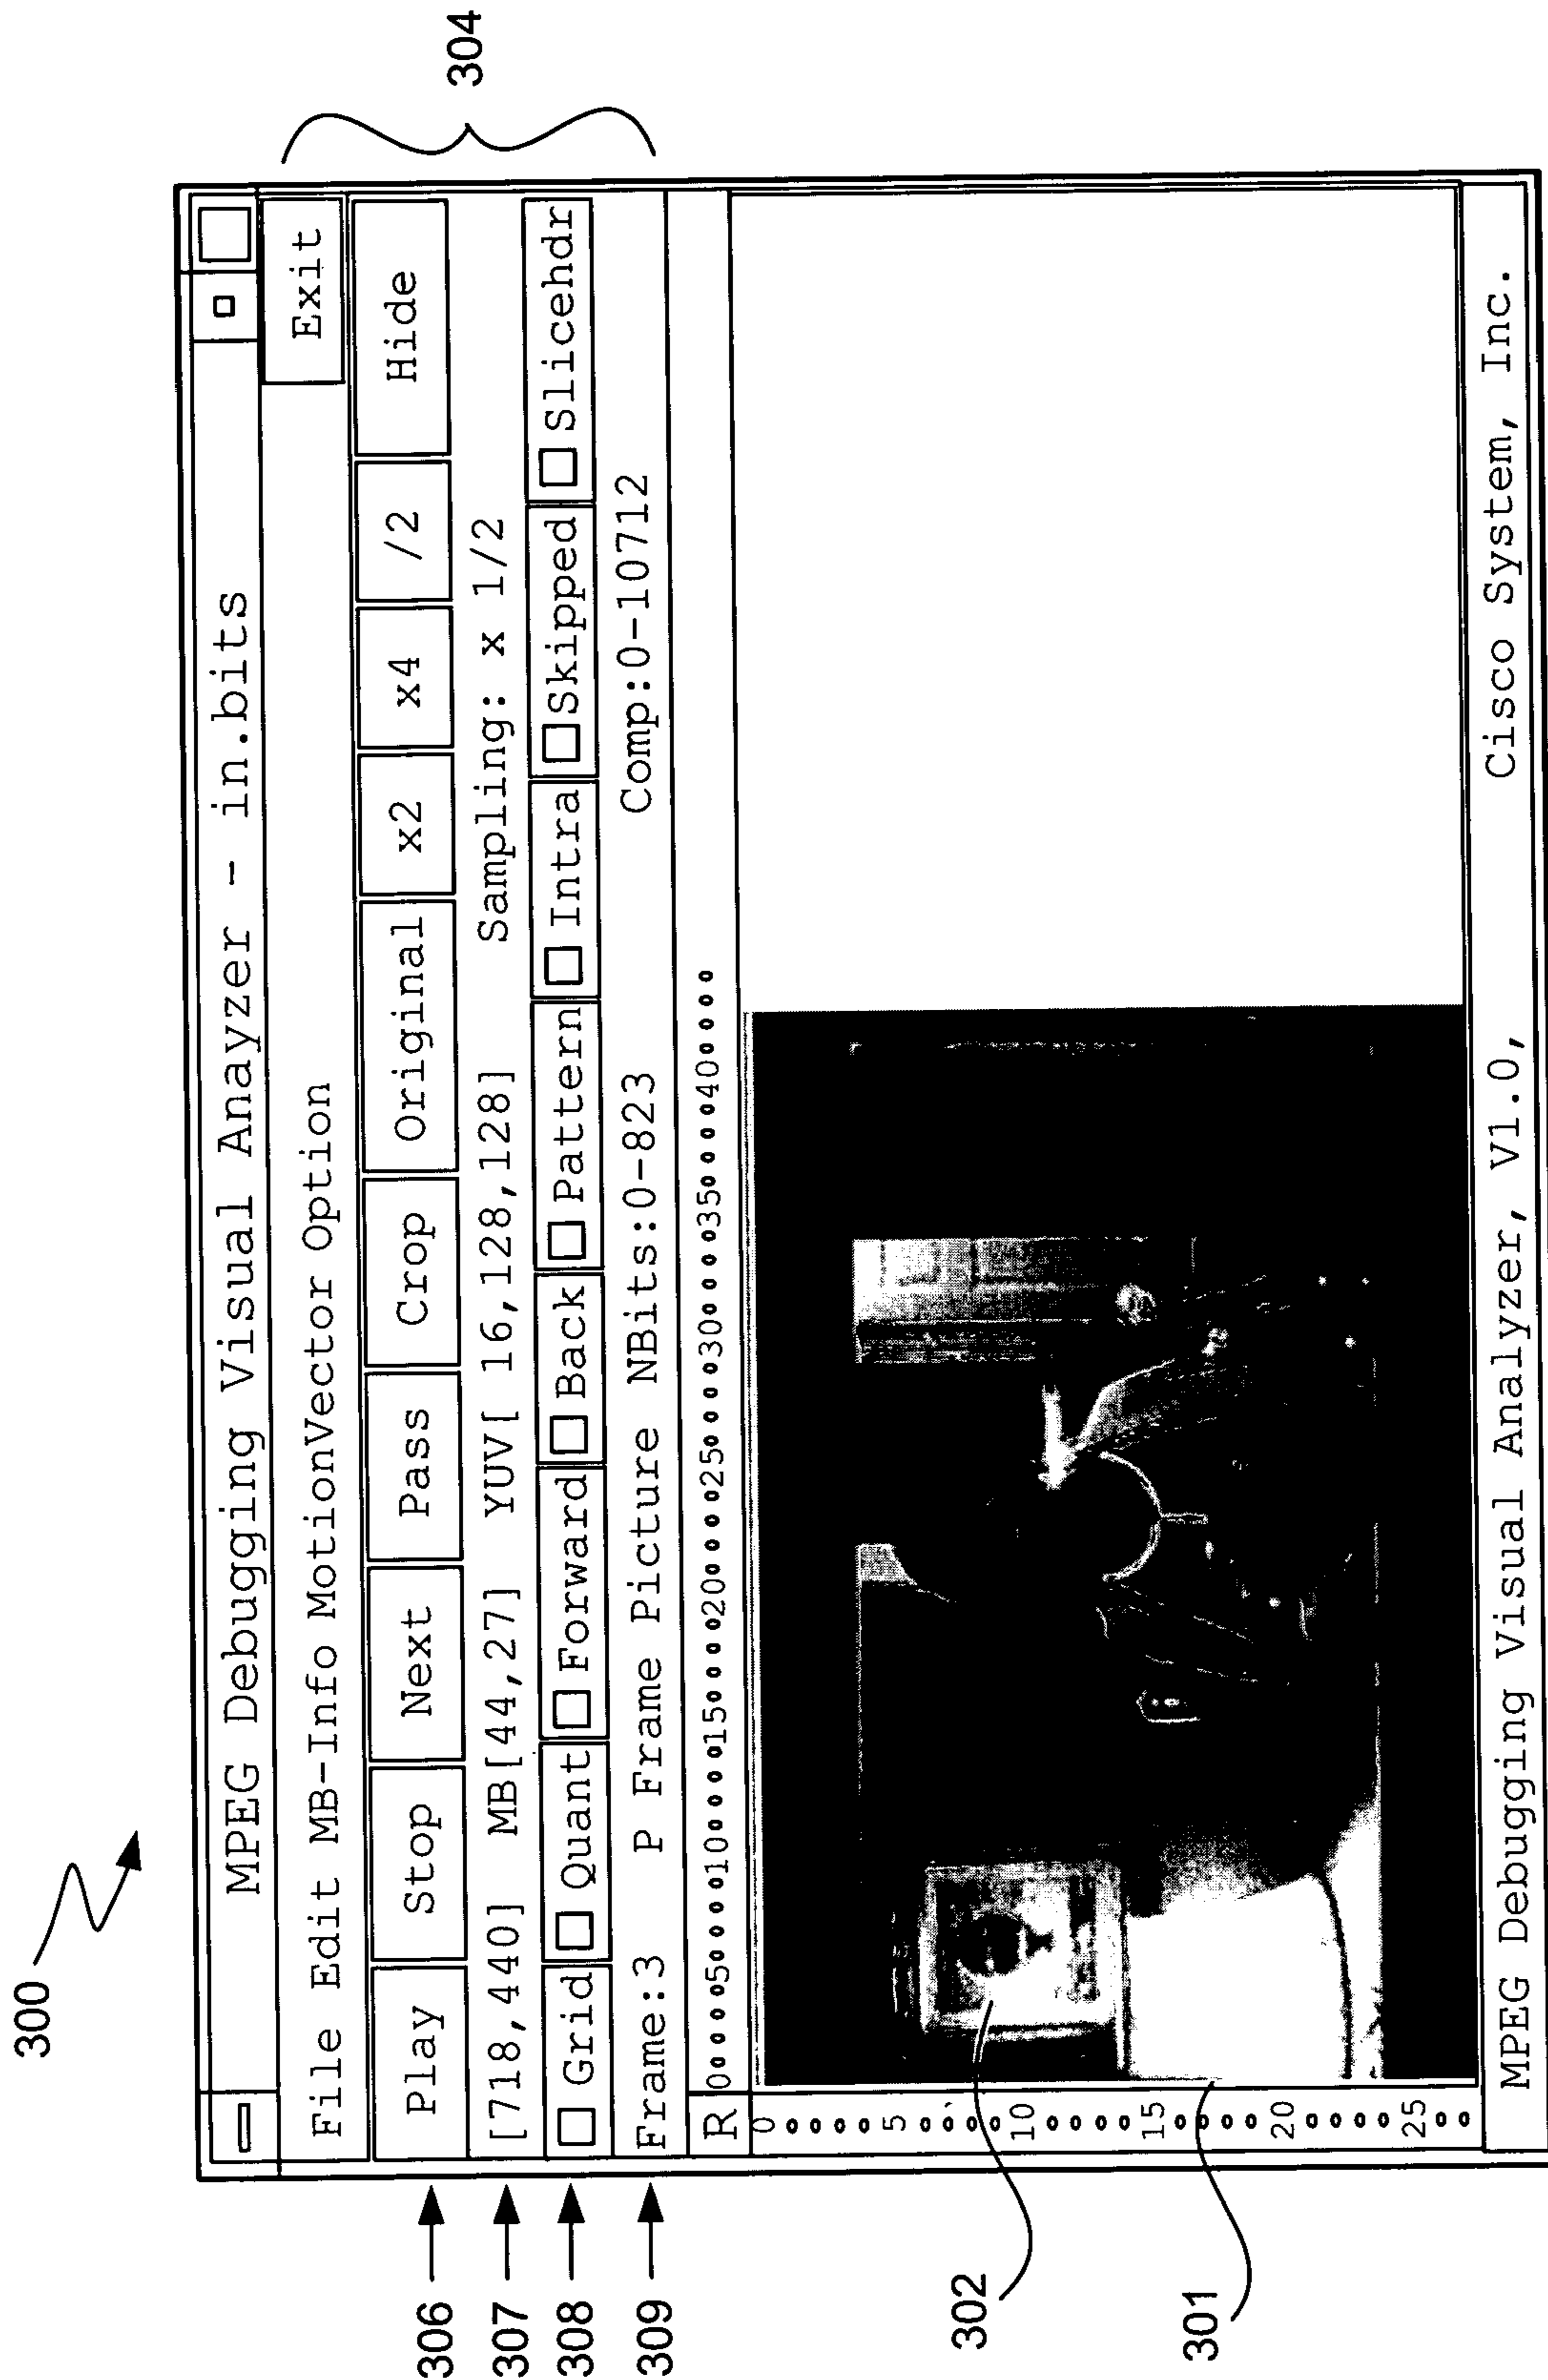 300
MPEG Debugging Visual Anayzer - in.bits
File Edit MB-Info MotionVector Option Exit
Play Stop Next Pass Crop Original x2 x4 /2 Hide
[718,440] MB[44,27] YUV[ 16,128,128] Sampling: x 1/2
Grid Quant Forward Back Pattern Intra Skipped Slicehdr
Frame:3 P Frame Picture NBits:0-823 Comp:0-10712
304
306
307
308
309
R 0 5 10 15 20 25 30 35 40
0
5
10
15
20
25
302
301
MPEG Debugging Visual Analyzer, V1.0, Cisco System, Inc.